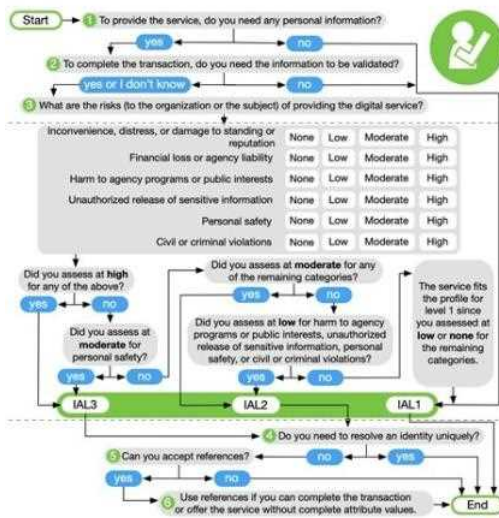 Start
1 To provide the service, do you need any personal information?
yes
no
2 To complete the transaction, do you need the information to be validated?
yes or I don't know
no
3 What are the risks (to the organization or the subject) of providing the digital service?
Inconvenience, distress, or damage to standing or
reputation
None Low Moderate High
Financial loss or agency liability
None Low Moderate High
Harm to agency programs or public interests
None Low Moderate High
Unauthorized release of sensitive information
None Low Moderate High
Personal safety
None Low Moderate High
Civil or criminal violations
None Low Moderate High
Did you assess at high
for any of the above?
yes
no
Did you assess at
moderate for
personal safety?
yes
no
Did you assess at moderate for any
of the remaining categories?
yes
no
Did you assess at low for harm to agency
programs or public interests, unauthorized
release of sensitive information, personal
safety, or civil or criminal violations?
yes
no
The service fits
the profile for
level 1 since
you assessed at
low or none for
the remaining
categories.
IAL3
IAL2
IAL1
4 Do you need to resolve an identity uniquely?
no
yes
5 Can you accept references?
yes
no
6 Use references if you can complete the transaction
or offer the service without complete attribute values.
End